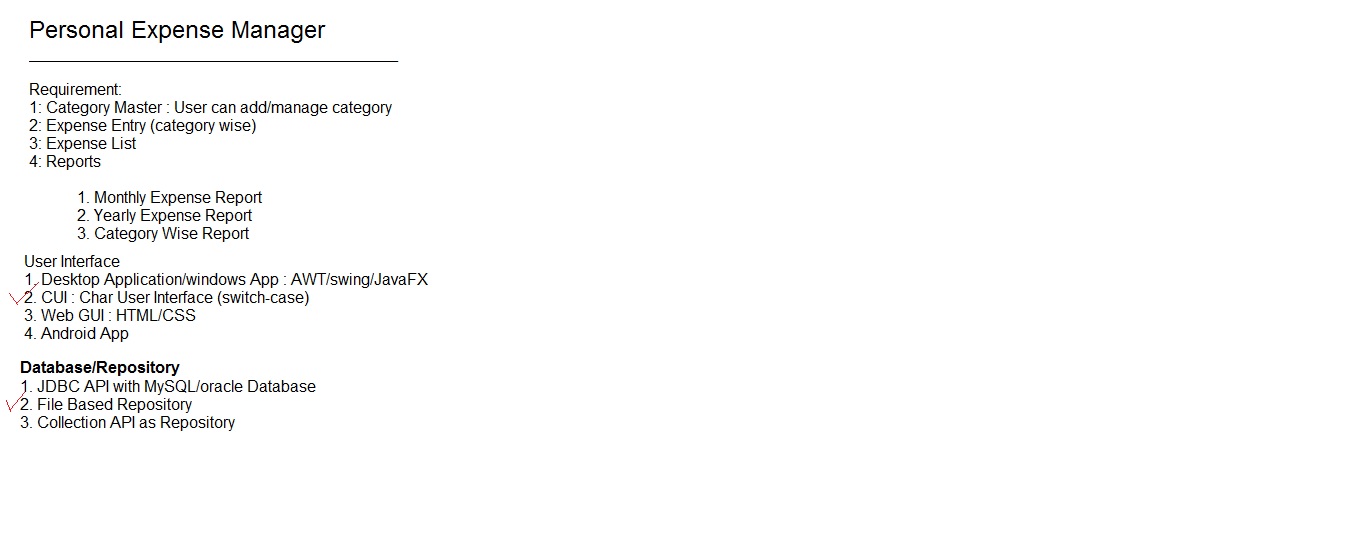 Personal Expense Manager
Requirement:
1: Category Master : User can add/manage category
2: Expense Entry (category wise)
3: Expense List
4: Reports
1. Monthly Expense Report
2. Yearly Expense Report
3. Category Wise Report
User Interface
1. Desktop Application/windows App : AWT/swing/JavaFX
2. CUI : Char User Interface (switch-case)
3. Web GUI : HTML/CSS
4. Android App
Database/Repository
1. JDBC API with MySQL/oracle Database
2. File Based Repository
3. Collection API as Repository